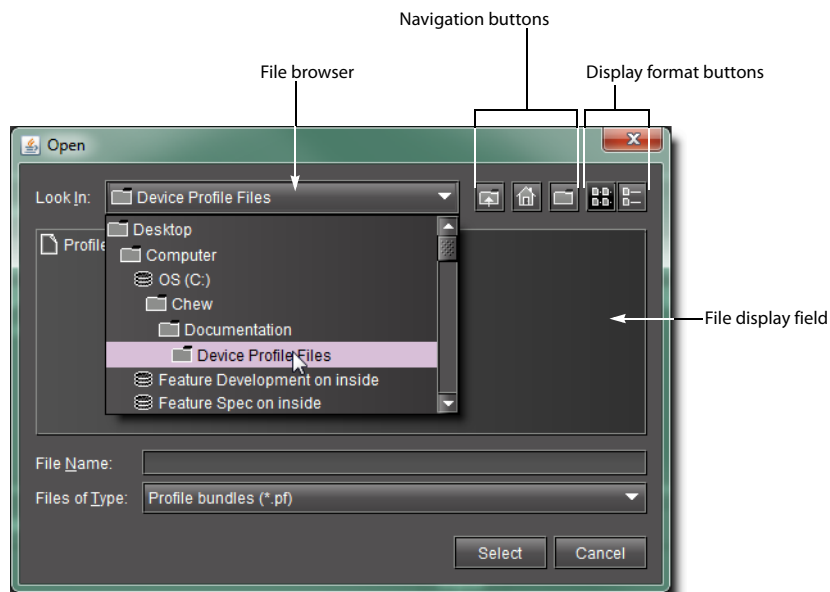 Navigation buttons
File browser
Display format buttons
Open
x
Look In:
Device Profile Files
Profile
Desktop
Computer
OS (C:)
Chew
Documentation
Device Profile Files
Feature Development on inside
Feature Spec on inside
File display field
File Name:
Files of Type:
Profile bundles (*.pf)
Select
Cancel